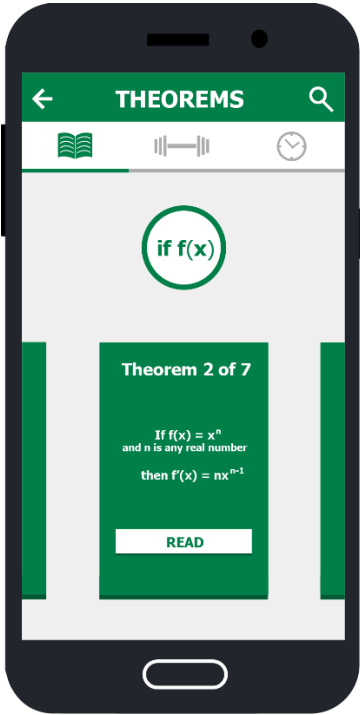 THEOREMS
if f(x)
Theorem 2 of 7
If f(x) = xⁿ
and n is any real number
then f'(x) = nxⁿ⁻¹
READ